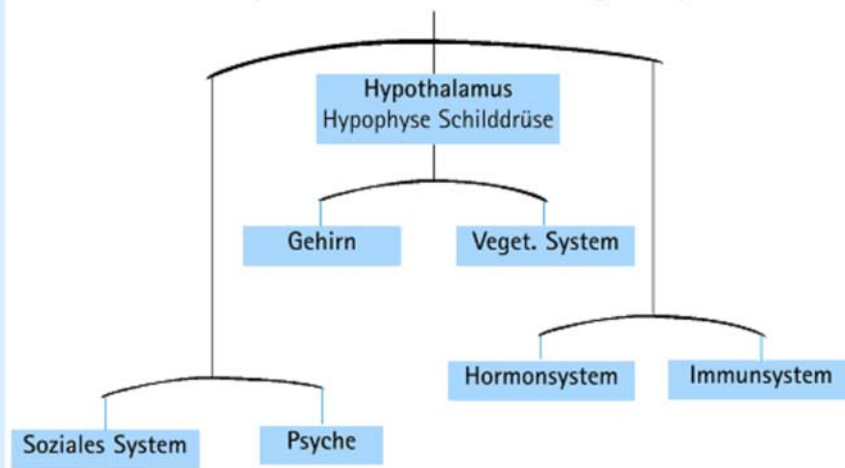 Hypothalamus
Hypophyse Schilddrüse
Gehirn
Veget. System
Hormonsystem
Immunsystem
Soziales System
Psyche